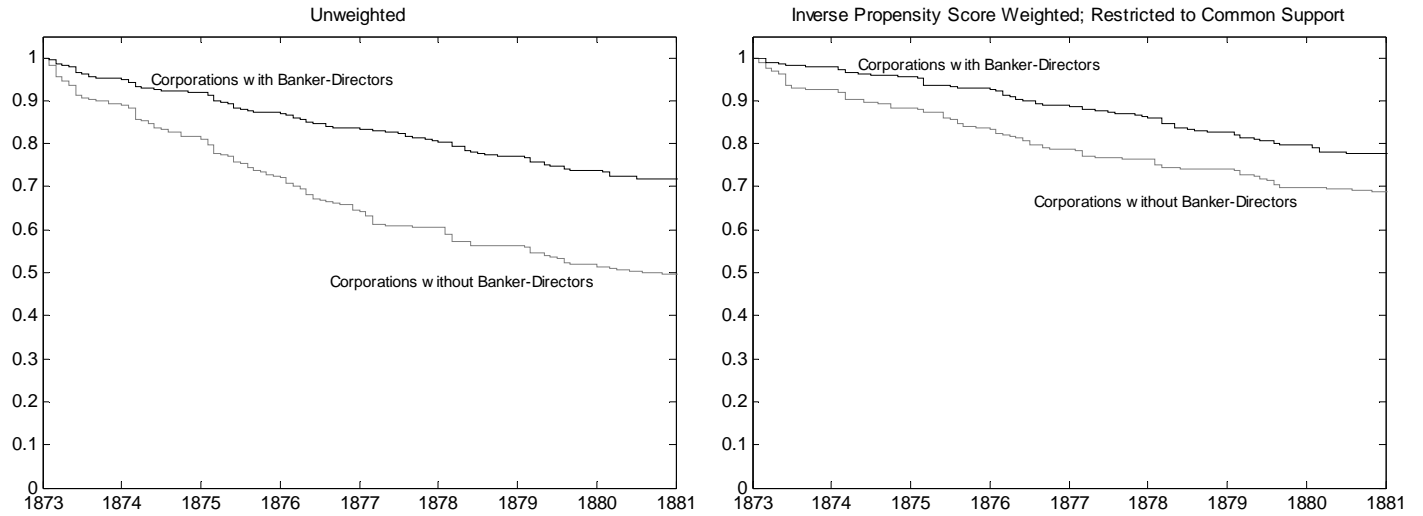 Unweighted
1
0.9
0.8
0.7
0.6
0.5
0.4
0.3
0.2
0.1
0
1873 1874 1875 1876 1877 1878 1879 1880 1881
Corporations with Banker-Directors
Corporations without Banker-Directors
Inverse Propensity Score Weighted; Restricted to Common Support
1
0.9
0.8
0.7
0.6
0.5
0.4
0.3
0.2
0.1
0
1873 1874 1875 1876 1877 1878 1879 1880 1881
Corporations with Banker-Directors
Corporations without Banker-Directors